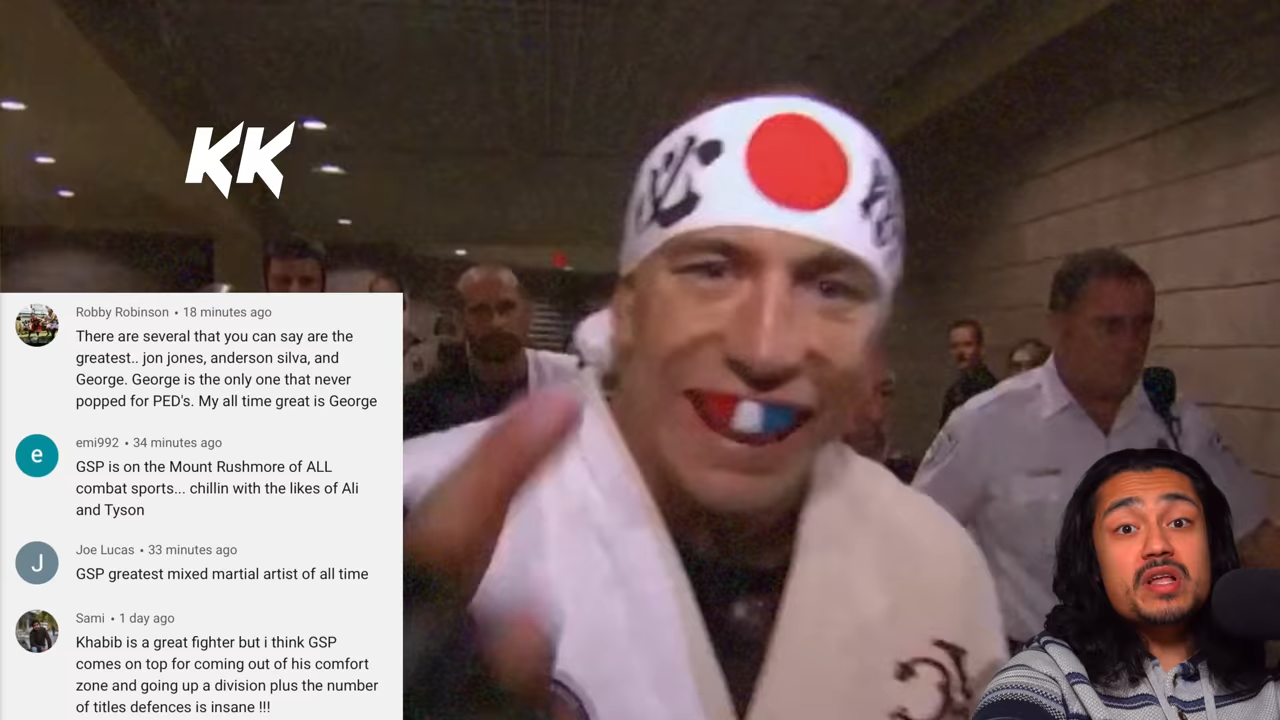 KK
必
Robby Robinson • 18 minutes ago
There are several that you can say are the
greatest.. jon jones, anderson silva, and
George. George is the only one that never
popped for PED's. My all time great is George
emi992 • 34 minutes ago
e
GSP is on the Mount Rushmore of ALL
combat sports... chillin with the likes of Ali
and Tyson
Joe Lucas • 33 minutes ago
J
GSP greatest mixed martial artist of all time
Sami • 1 day ago
Khabib is a great fighter but i think GSP
comes on top for coming out of his comfort
zone and going up a division plus the number
of titles defences is insane !!!